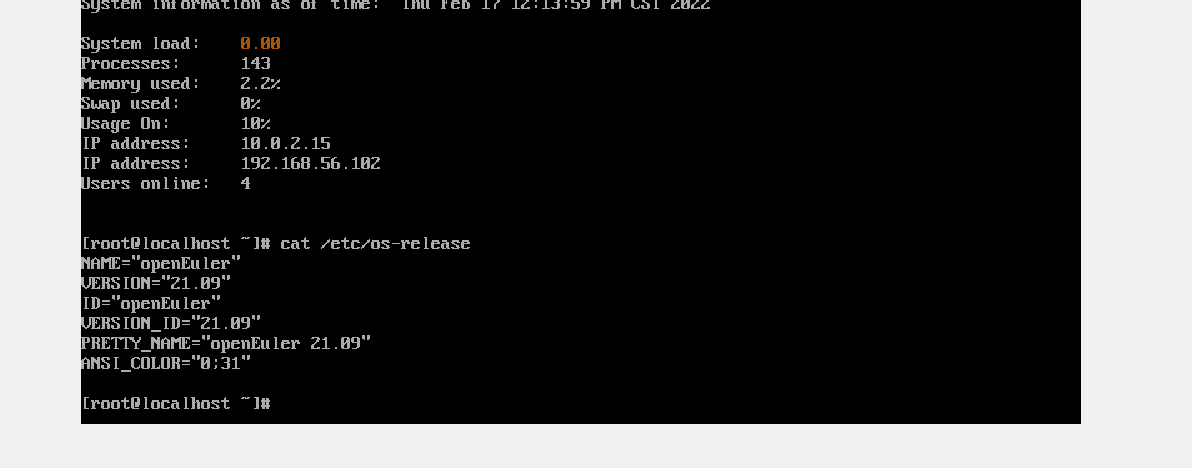 System information as of time:  Thu Feb 17 12:13:59 PM CST 2022
System load:    0.00
Processes:      143
Memory used:    2.2%
Swap used:      0%
Usage On:       10%
IP address:     10.0.2.15
IP address:     192.168.56.102
Users online:   4
[root@localhost ~]# cat /etc/os-release
NAME="openEuler"
VERSION="21.09"
ID="openEuler"
VERSION_ID="21.09"
PRETTY_NAME="openEuler 21.09"
ANSI_COLOR="0;31"
[root@localhost ~]#